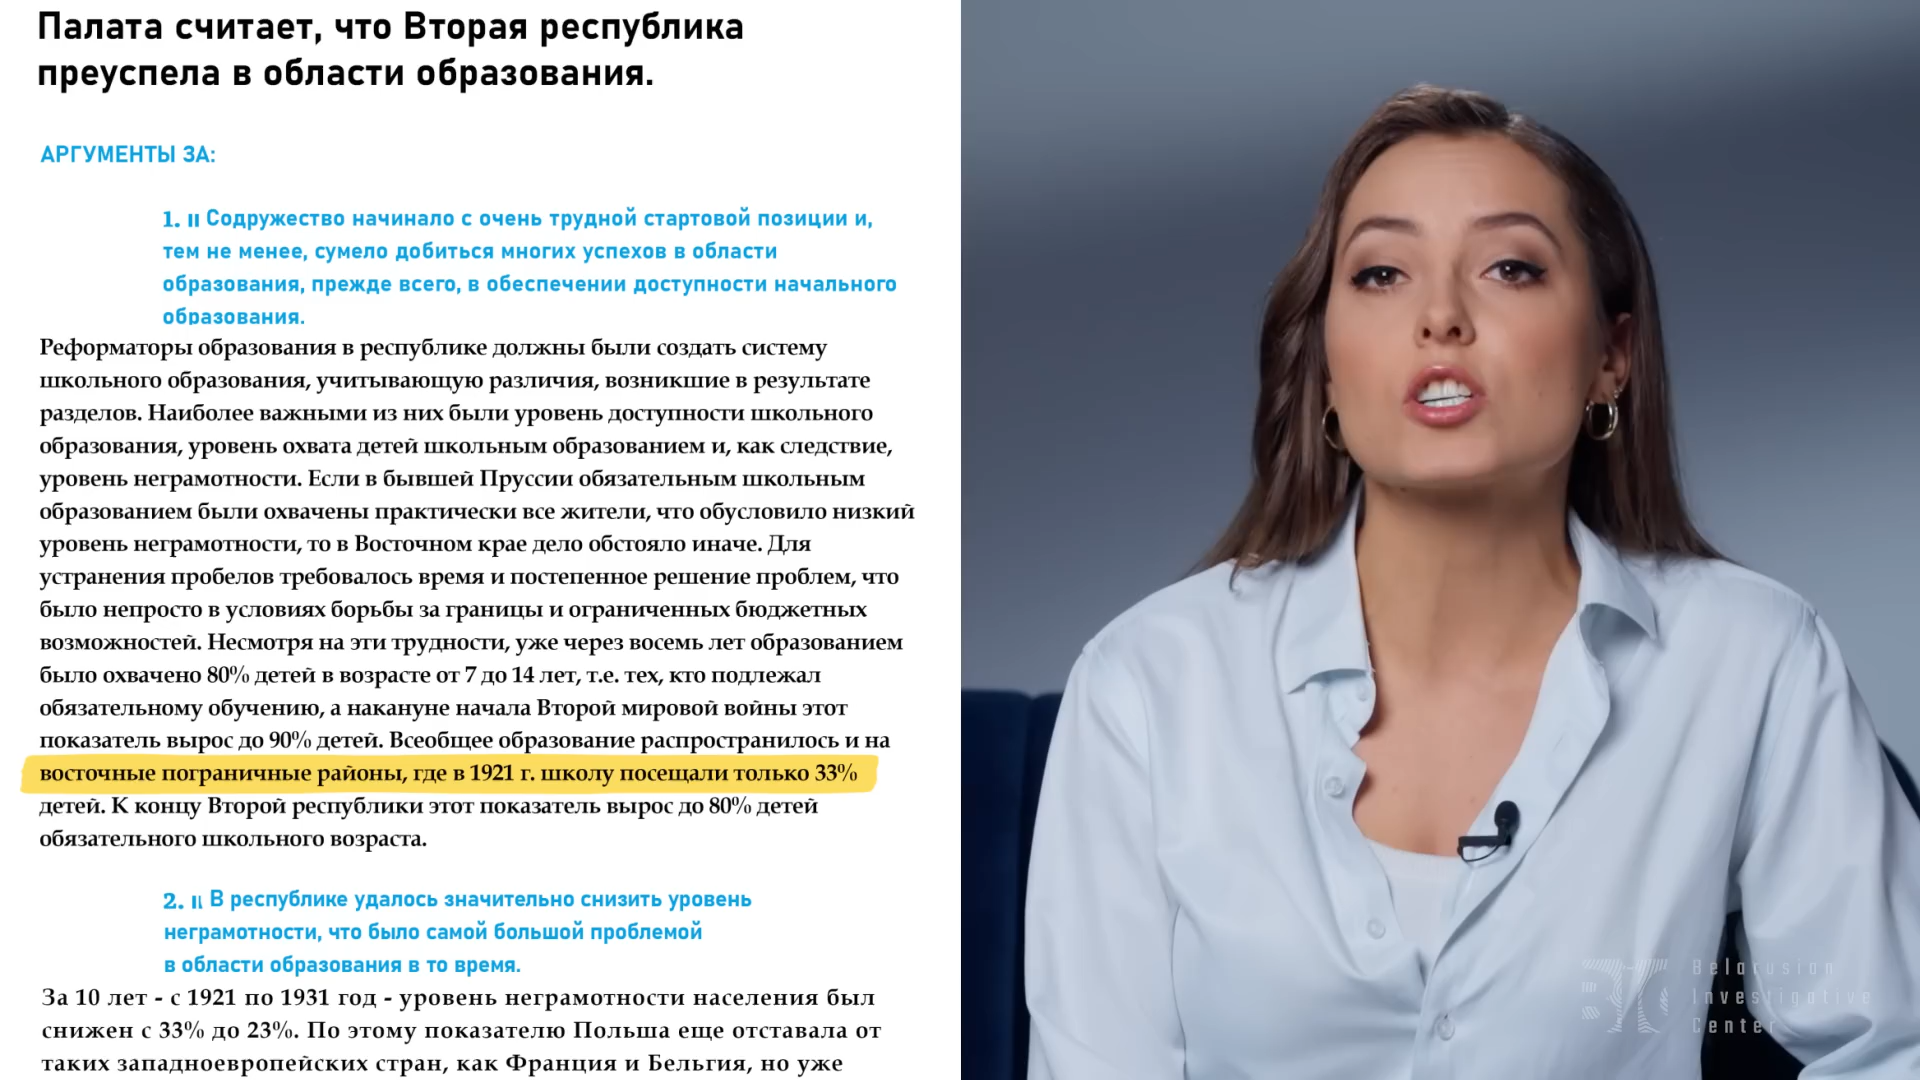 Палата считает, что Вторая республика
преуспела в области образования.
АРГУМЕНТЫ ЗА:
1. Содружество начинало с очень трудной стартовой позиции и,
тем не менее, сумело добиться многих успехов в области
образования, прежде всего, в обеспечении доступности начального
образования.
Реформаторы образования в республике должны были создать систему
школьного образования, учитывающую различия, возникшие в результате
разделов. Наиболее важными из них были уровень доступности школьного
образования, уровень охвата детей школьным образованием и, как следствие,
уровень неграмотности. Если в бывшей Пруссии обязательным школьным
образованием были охвачены практически все жители, что обусловило низкий
уровень неграмотности, то в Восточном крае дело обстояло иначе. Для
устранения пробелов требовалось время и постепенное решение проблем, что
было непросто в условиях борьбы за границы и ограниченных бюджетных
возможностей. Несмотря на эти трудности, уже через восемь лет образованием
было охвачено 80% детей в возрасте от 7 до 14 лет, т.е. тех, кто подлежал
обязательному обучению, а накануне начала Второй мировой войны этот
показатель вырос до 90% детей. Всеобщее образование распространилось и на
восточные пограничные районы, где в 1921 г. школу посещали только 33%
детей. К концу Второй республики этот показатель вырос до 80% детей
обязательного школьного возраста.
2. В республике удалось значительно снизить уровень
неграмотности, что было самой большой проблемой
в области образования в то время.
За 10 лет - с 1921 по 1931 год - уровень неграмотности населения был
снижен с 33% до 23%. По этому показателю Польша еще отставала от
таких западноевропейских стран, как Франция и Бельгия, но уже
Belarusian
Investigative
Center